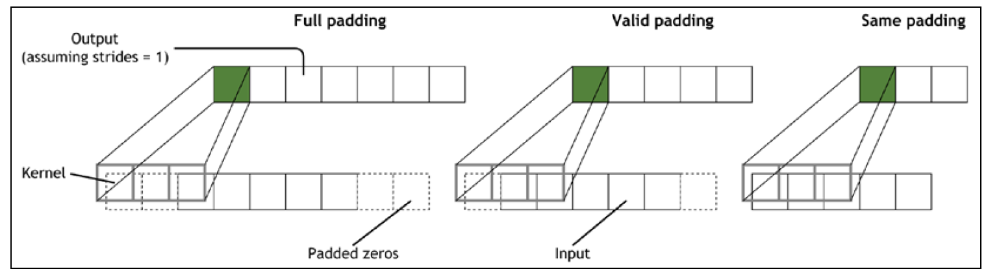 Full padding
Valid padding
Same padding
Output
(assuming strides = 1)
Kernel
Padded zeros
Input